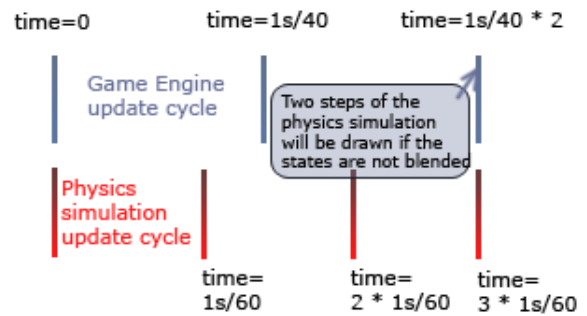 time=0
time=1s/40
time=1s/40 * 2
Game Engine
update cycle
Two steps of the
physics simulation
will be drawn if the
states are not blended
Physics
simulation
update cycle
time=
1s/60
time=
2 * 1s/60
time=
3 * 1s/60